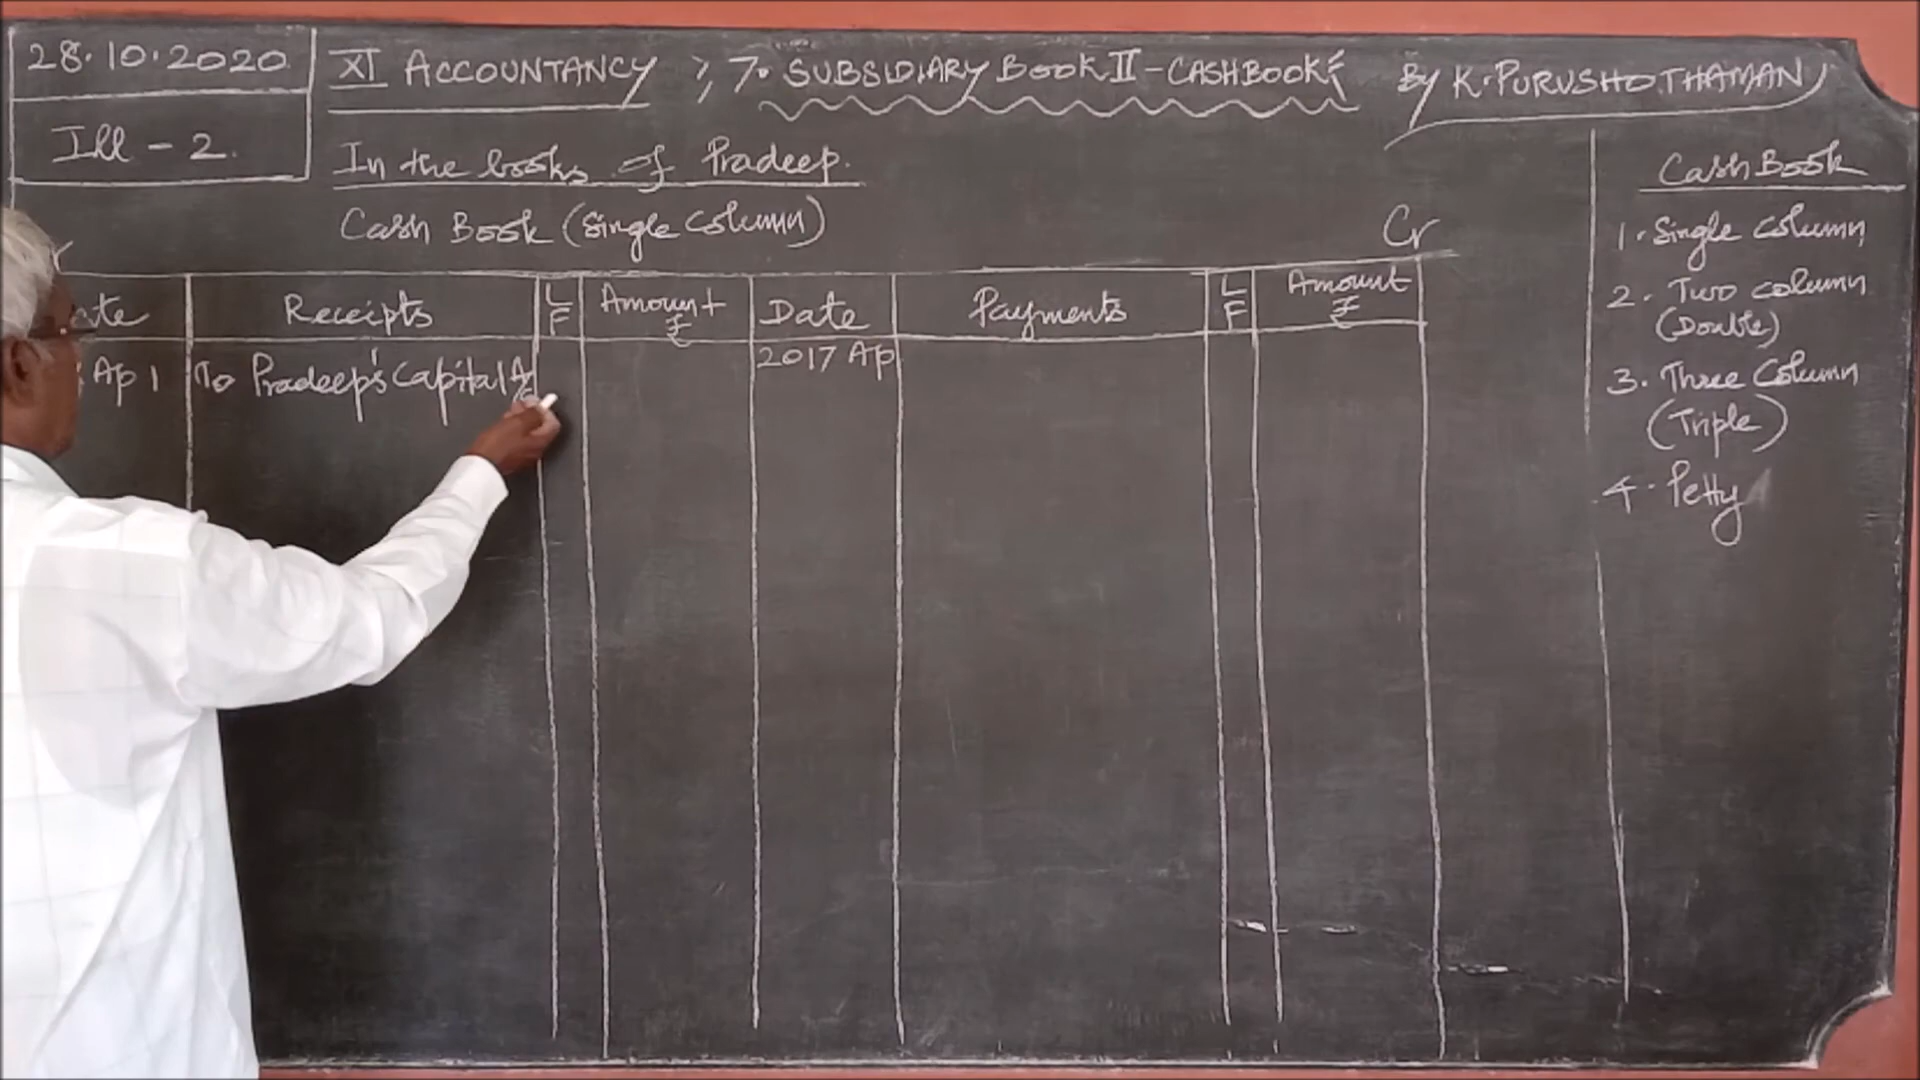 28.10.2020
Ill - 2.
XI ACCOUNTANCY ; 7. SUBSIDIARY BOOK II - CASHBOOK By K. PURUSHOTHAMAN
In the books of Pradeep.
Cash Book (Single Column)
Cr
Receipts L F Amount ₹ Date Payments L F Amount ₹
Ap 1 To Pradeep's Capital A/c 2017 Ap
Cash Book
1. Single Column
2. Two Column
(Double)
3. Three Column
(Triple)
4. Petty